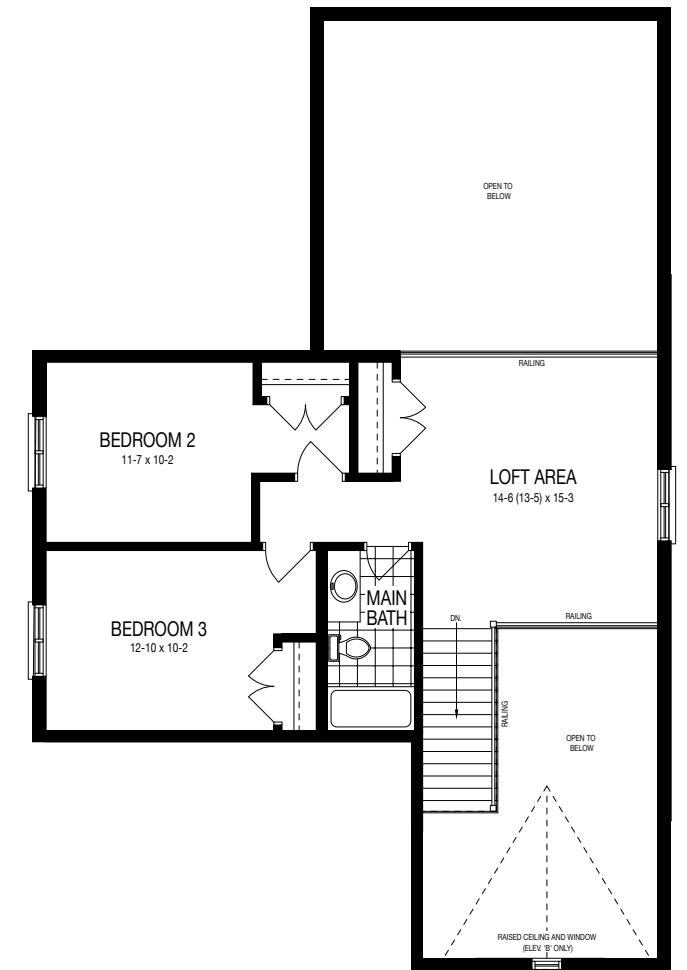 OPEN TO
BELOW
RAILING
BEDROOM 2
11-7 x 10-2
LOFT AREA
14-6 (13-5) x 15-3
MAIN
BATH
BEDROOM 3
12-10 x 10-2
DN.
RAILING
RAILING
OPEN TO
BELOW
RAISED CEILING AND WINDOW
(ELEV. 'B' ONLY)